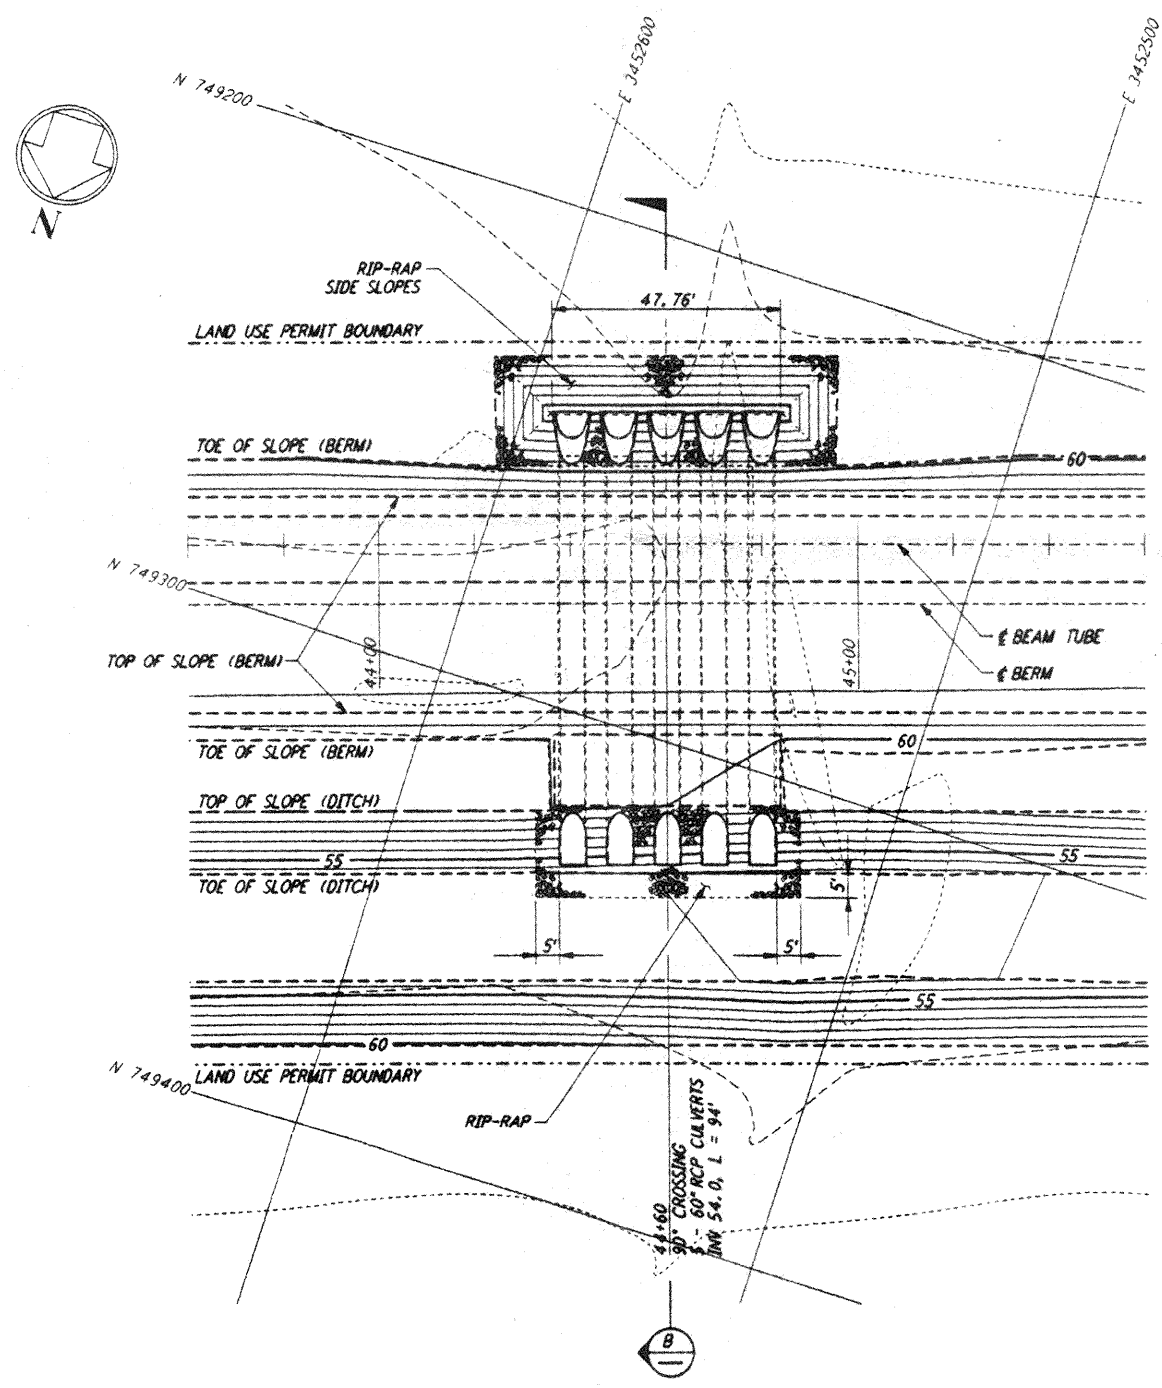 E 3452600
E 3452500
N 749200
N
RIP-RAP
SIDE SLOPES
47.76'
LAND USE PERMIT BOUNDARY
TOE OF SLOPE (BERM)
60
N 749300
44+00
45+00
℄ BEAM TUBE
TOP OF SLOPE (BERM)
℄ BERM
TOE OF SLOPE (BERM)
60
TOP OF SLOPE (DITCH)
55
55
TOE OF SLOPE (DITCH)
5'
5'
5'
55
60
N 749400
LAND USE PERMIT BOUNDARY
RIP-RAP
44+60
90° CROSSING
5 - 60" RCP CULVERTS
INV 54.0, L = 94'
B